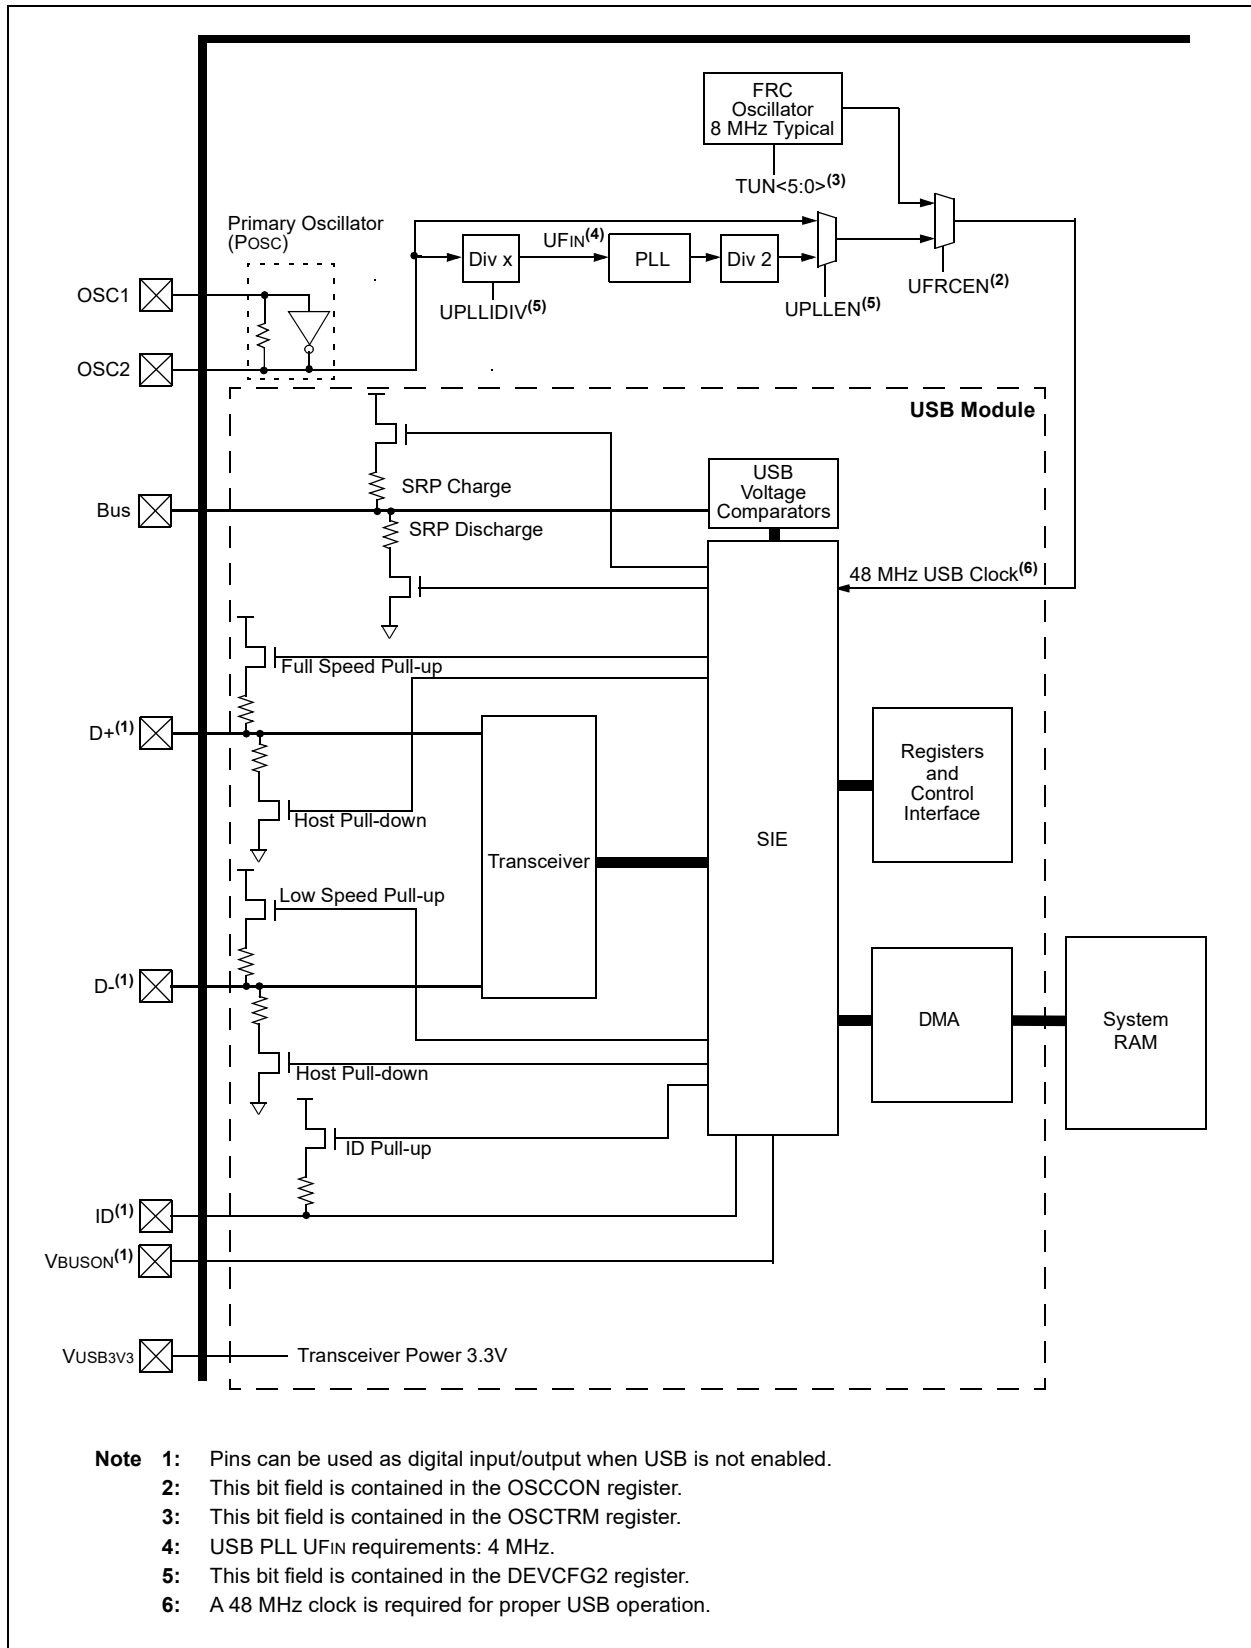 FRC
Oscillator
8 MHz Typical
TUN<5:0>(3)
Primary Oscillator
(POSC)
UFIN(4)
Div x
PLL
Div 2
UPLLIDIV(5)
UPLLEN(5)
UFRCEN(2)
OSC1
OSC2
USB Module
USB
Voltage
Comparators
SRP Charge
Bus
SRP Discharge
48 MHz USB Clock(6)
Full Speed Pull-up
D+(1)
Registers
and
Control
Interface
Host Pull-down
SIE
Transceiver
Low Speed Pull-up
D-(1)
DMA
System
RAM
Host Pull-down
ID Pull-up
ID(1)
VBUSON(1)
VUSB3V3
Transceiver Power 3.3V
Note 1: Pins can be used as digital input/output when USB is not enabled.
2: This bit field is contained in the OSCCON register.
3: This bit field is contained in the OSCTRM register.
4: USB PLL UFIN requirements: 4 MHz.
5: This bit field is contained in the DEVCFG2 register.
6: A 48 MHz clock is required for proper USB operation.